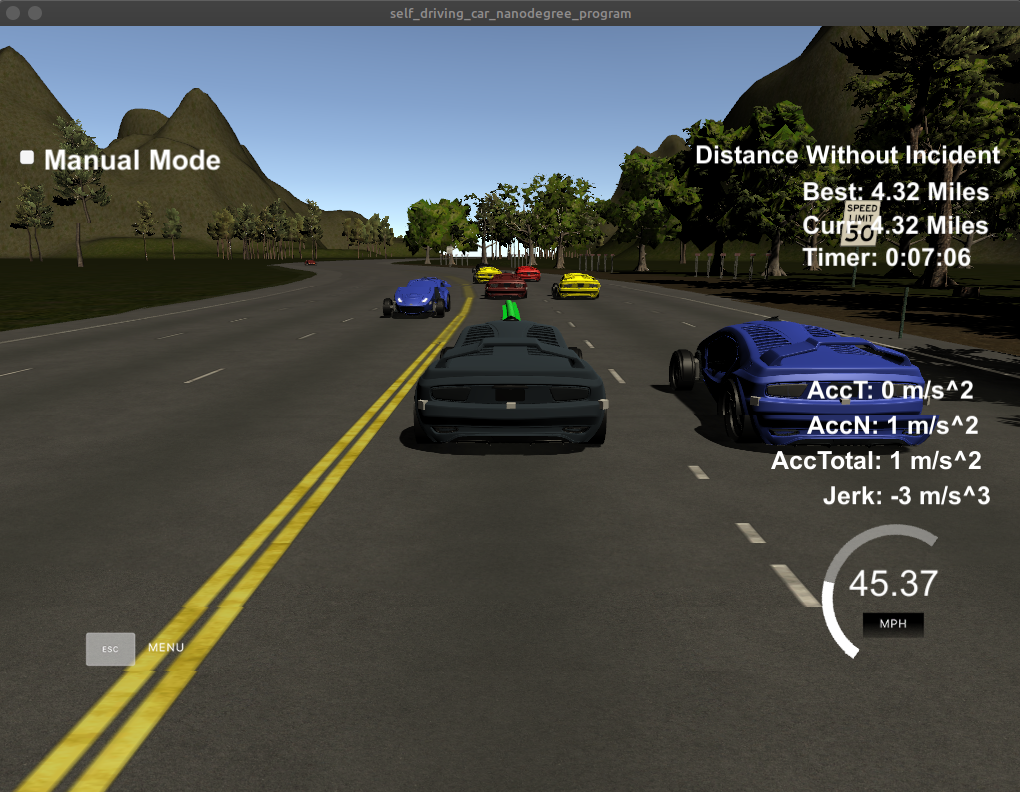 self_driving_car_nanodegree_program
Manual Mode
Distance Without Incident
Best: 4.32 Miles
SPEED
LIMIT
50
Curr: 4.32 Miles
Timer: 0:07:06
AccT: 0 m/s^2
AccN: 1 m/s^2
AccTotal: 1 m/s^2
Jerk: -3 m/s^3
45.37
MPH
ESC MENU